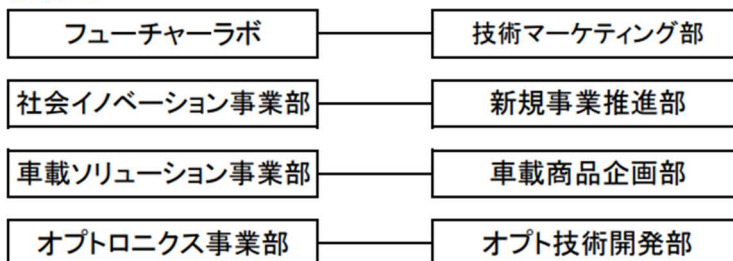 フューチャーラボ 技術マーケティング部
社会イノベーション事業部 新規事業推進部
車載ソリューション事業部 車載商品企画部
オプトロニクス事業部 オプト技術開発部